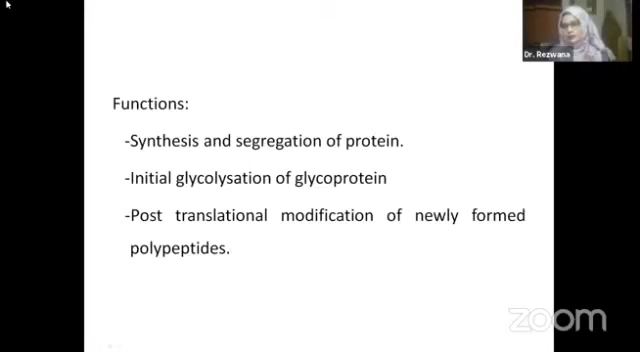 Dr. Rezwana
Functions:
-Synthesis and segregation of protein.
-Initial glycolysation of glycoprotein
-Post translational modification of newly formed
polypeptides.
zoom